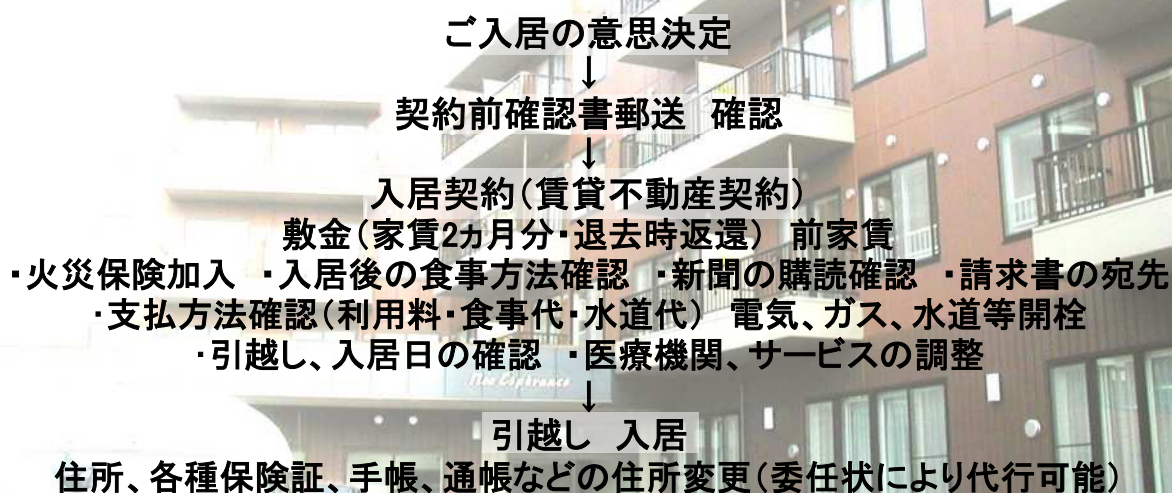 ご入居の意思決定
↓
契約前確認書郵送　確認
↓
入居契約（賃貸不動産契約）
敷金（家賃2ヵ月分・退去時返還）　前家賃
・火災保険加入　・入居後の食事方法確認　・新聞の購読確認　・請求書の宛先
・支払方法確認（利用料・食事代・水道代）　電気、ガス、水道等開栓
・引越し、入居日の確認　・医療機関、サービスの調整
↓
引越し　入居
住所、各種保険証、手帳、通帳などの住所変更（委任状により代行可能）